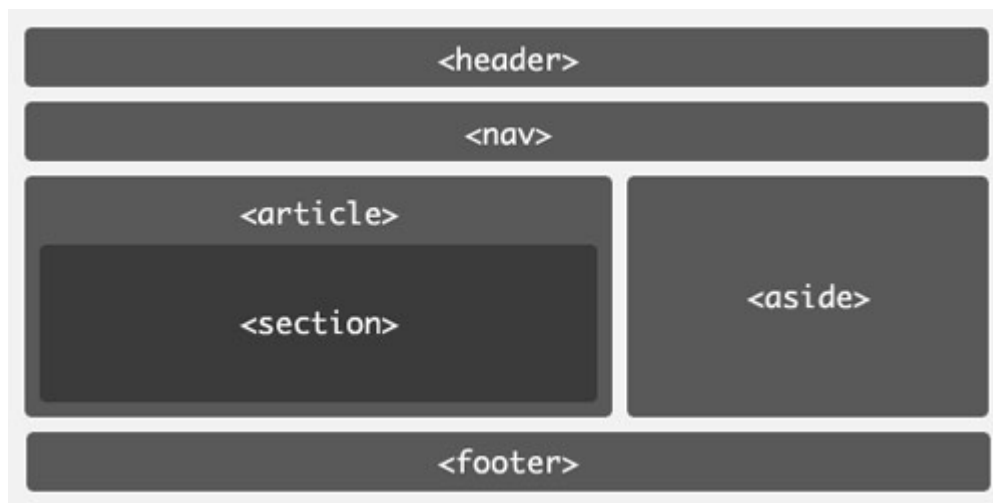 <header>
<nav>
<article>
<section>
<aside>
<footer>